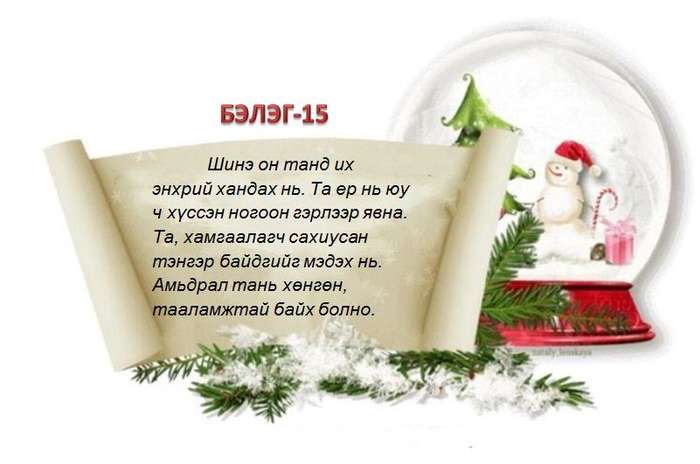 БЭЛЭГ-15
Шинэ он танд их
энхрий хандах нь. Та ер нь юу
ч хүссэн ногоон гэрлээр явна.
Та, хамгаалагч сахиусан
тэнгэр байдгийг мэдэх нь.
Амьдрал тань хөнгөн,
тааламжтай байх болно.
nataly_lenskaya